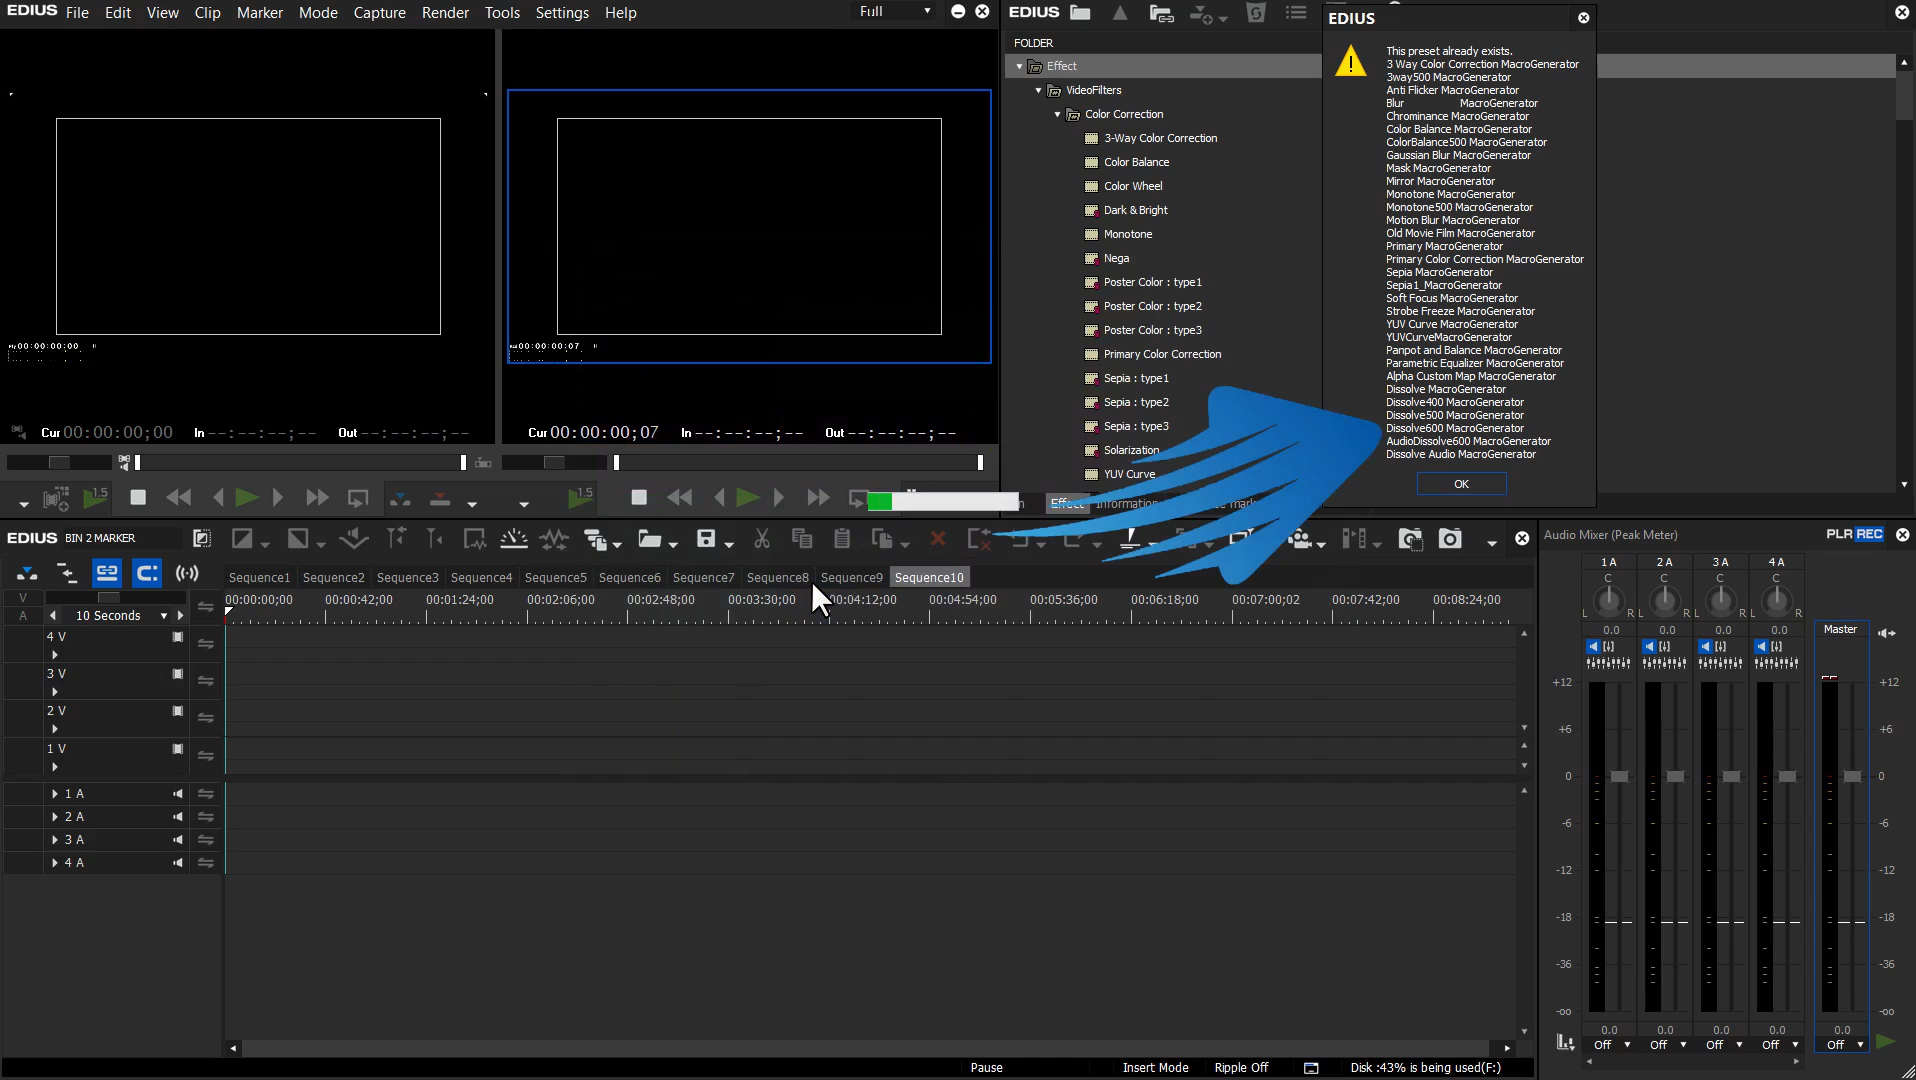 EDIUS File Edit View Clip Marker Mode Capture Render Tools Settings Help
Full
00:00:00:00
Cur 00:00:00;00 In --:--:--;-- Out --:--:--;--
00:00:00;07
Cur 00:00:00;07 In --:--:--;-- Out --:--:--;--
1.5
1.5
EDIUS
FOLDER
Effect
VideoFilters
Color Correction
3-Way Color Correction
Color Balance
Color Wheel
Dark & Bright
Monotone
Nega
Poster Color : type1
Poster Color : type2
Poster Color : type3
Primary Color Correction
Sepia : type1
Sepia : type2
Sepia : type3
Solarization
YUV Curve
Effect Information
EDIUS
This preset already exists.
3 Way Color Correction MacroGenerator
3way500 MacroGenerator
Anti Flicker MacroGenerator
Blur MacroGenerator
Chrominance MacroGenerator
Color Balance MacroGenerator
ColorBalance500 MacroGenerator
Gaussian Blur MacroGenerator
Mask MacroGenerator
Mirror MacroGenerator
Monotone MacroGenerator
Monotone500 MacroGenerator
Motion Blur MacroGenerator
Old Movie Film MacroGenerator
Primary MacroGenerator
Primary Color Correction MacroGenerator
Sepia MacroGenerator
Sepia1_MacroGenerator
Soft Focus MacroGenerator
Strobe Freeze MacroGenerator
YUV Curve MacroGenerator
YUVCurveMacroGenerator
Panpot and Balance MacroGenerator
Parametric Equalizer MacroGenerator
Alpha Custom Map MacroGenerator
Dissolve MacroGenerator
Dissolve400 MacroGenerator
Dissolve500 MacroGenerator
Dissolve600 MacroGenerator
AudioDissolve600 MacroGenerator
Dissolve Audio MacroGenerator
OK
EDIUS BIN 2 MARKER
Sequence1 Sequence2 Sequence3 Sequence4 Sequence5 Sequence6 Sequence7 Sequence8 Sequence9 Sequence10
V
A
10 Seconds
00:00:00;00 00:00:42;00 00:01:24;00 00:02:06;00 00:02:48;00 00:03:30;00 00:04:12;00 00:04:54;00 00:05:36;00 00:06:18;00 00:07:00;02 00:07:42;00 00:08:24;00
4 V
3 V
2 V
1 V
1 A
2 A
3 A
4 A
Audio Mixer (Peak Meter) PLR REC
1 A 2 A 3 A 4 A
C C C C
L R L R L R L R
0.0 0.0 0.0 0.0 Master
+12 +12
+6 +6
0 0
-6 -6
-12 -12
-18 -18
-36 -36
-oo -oo
0.0 0.0 0.0 0.0 0.0
Off Off Off Off Off
Pause Insert Mode Ripple Off Disk :43% is being used(F:)